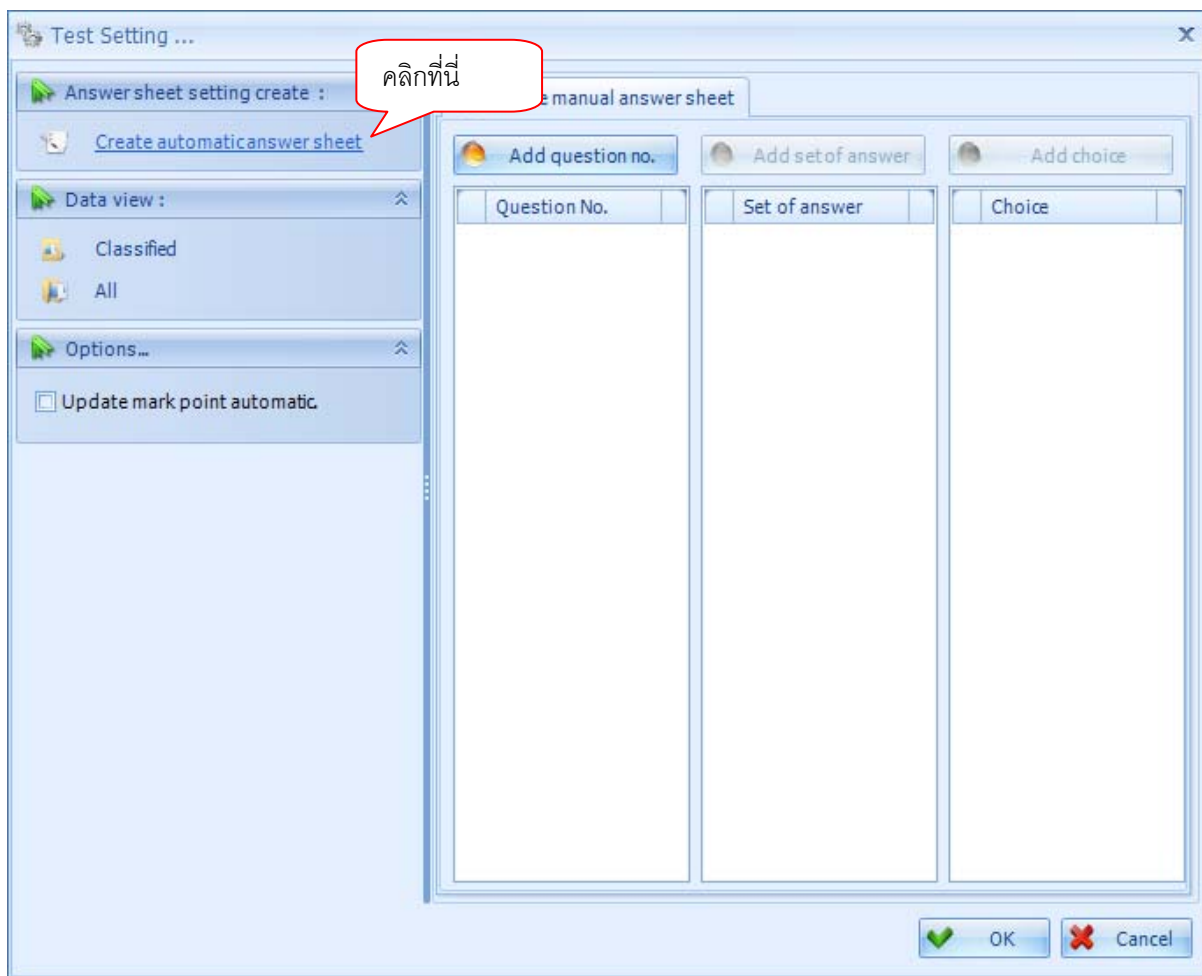 Test Setting ...
คลิกที่นี่
Answer sheet setting create :
Create automatic answer sheet
Data view :
Classified
All
Options...
Update mark point automatic.
manual answer sheet
Add question no.
Add set of answer
Add choice
Question No.
Set of answer
Choice
OK
Cancel